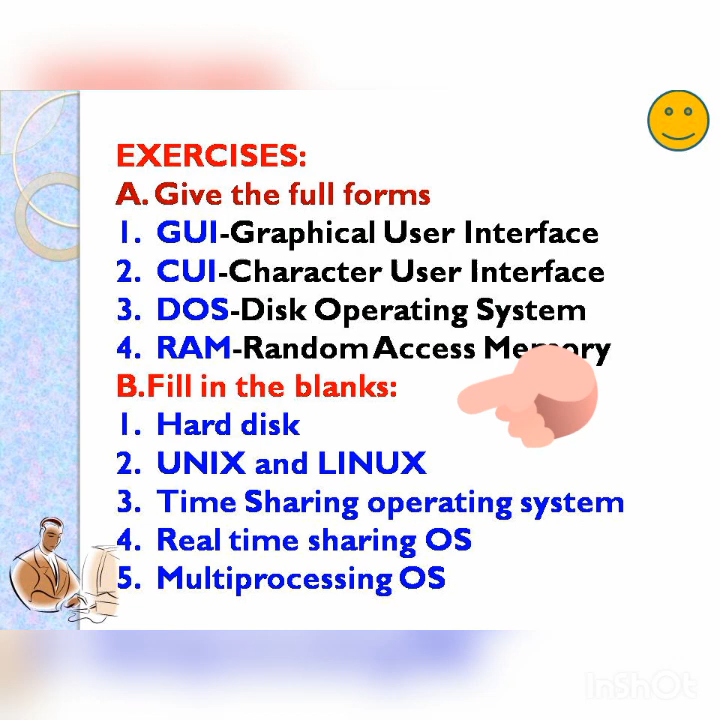 EXERCISES:
A. Give the full forms
1. GUI-Graphical User Interface
2. CUI-Character User Interface
3. DOS-Disk Operating System
4. RAM-Random Access Memory
B.Fill in the blanks:
1. Hard disk
2. UNIX and LINUX
3. Time Sharing operating system
4. Real time sharing OS
5. Multiprocessing OS
InShOt